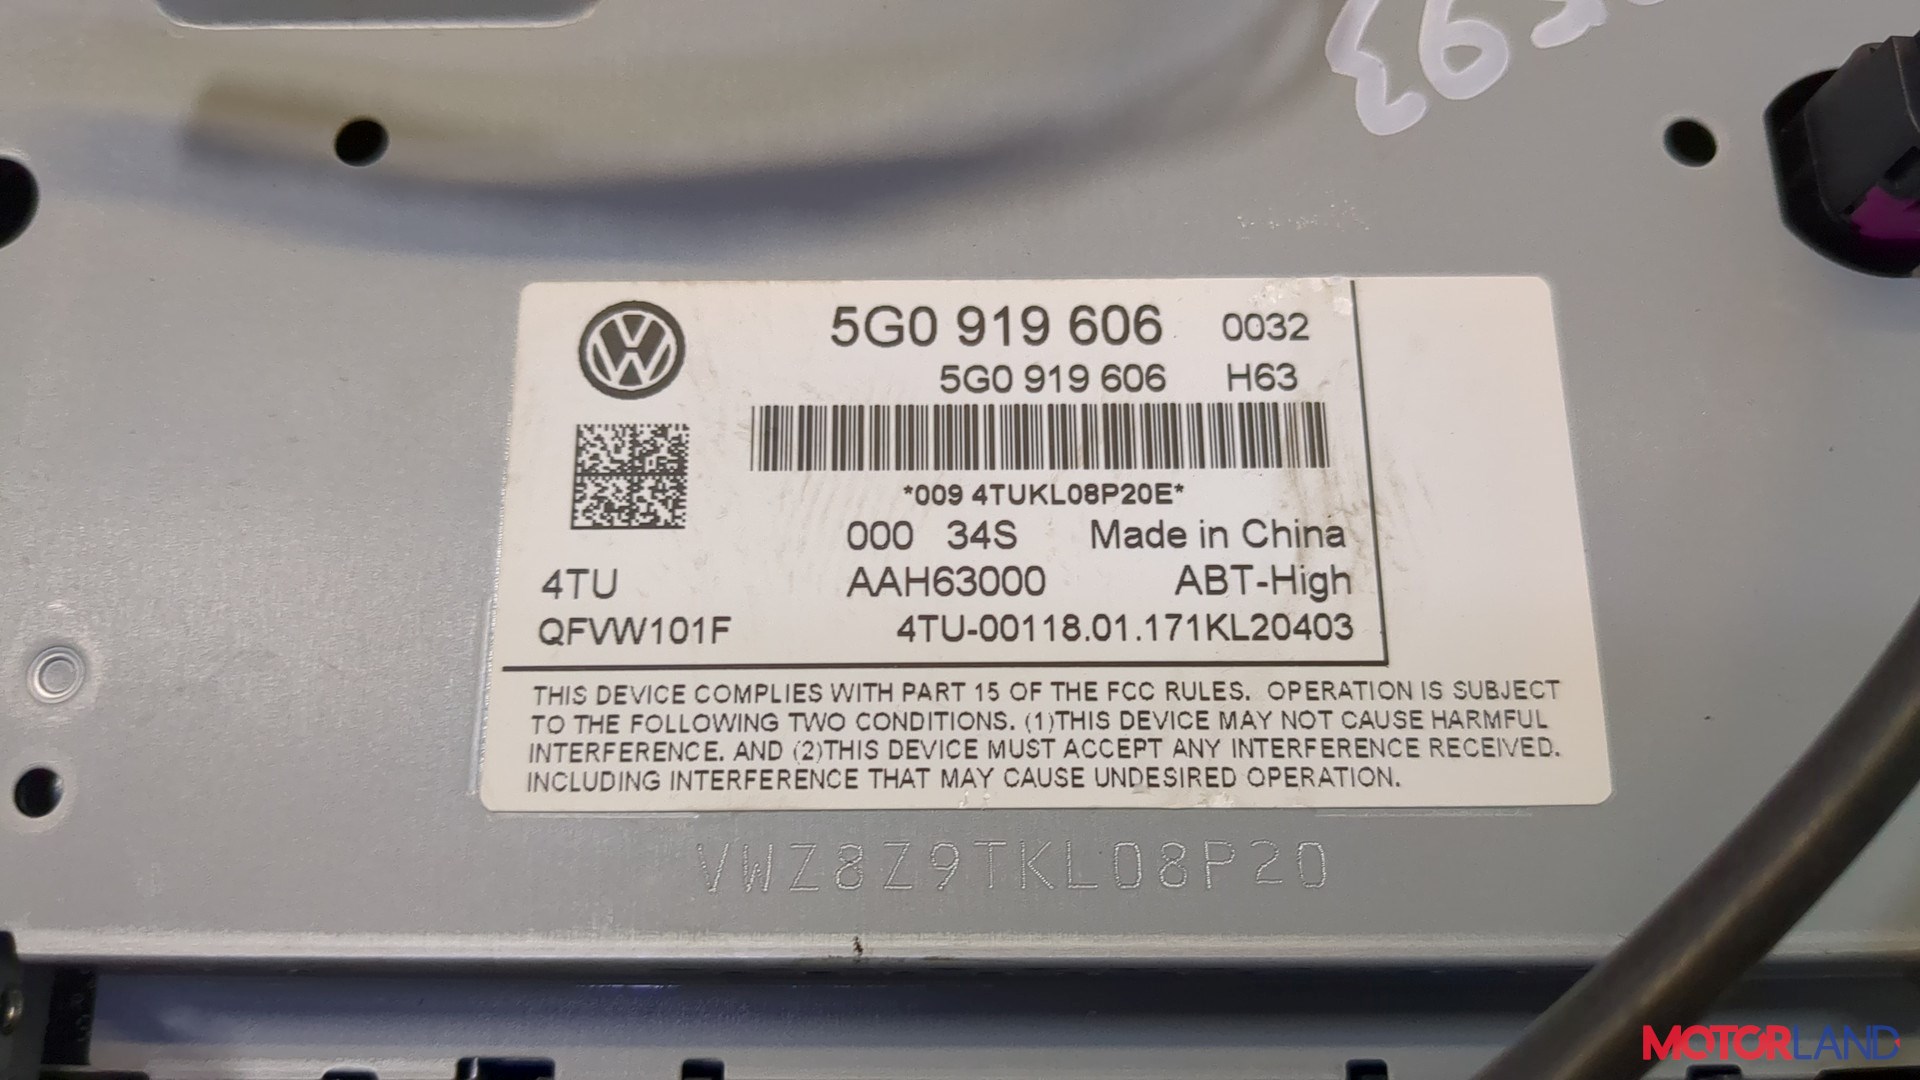 5G0 919 606 0032
5G0 919 606 H63
*009 4TUKL08P20E*
000 34S Made in China
4TU AAH63000 ABT-High
QFVW101F 4TU-00118.01.171KL20403
THIS DEVICE COMPLIES WITH PART 15 OF THE FCC RULES. OPERATION IS SUBJECT
TO THE FOLLOWING TWO CONDITIONS. (1)THIS DEVICE MAY NOT CAUSE HARMFUL
INTERFERENCE. AND (2)THIS DEVICE MUST ACCEPT ANY INTERFERENCE RECEIVED.
INCLUDING INTERFERENCE THAT MAY CAUSE UNDESIRED OPERATION.
VWZ8Z9TKL08P20
MOTORLAND